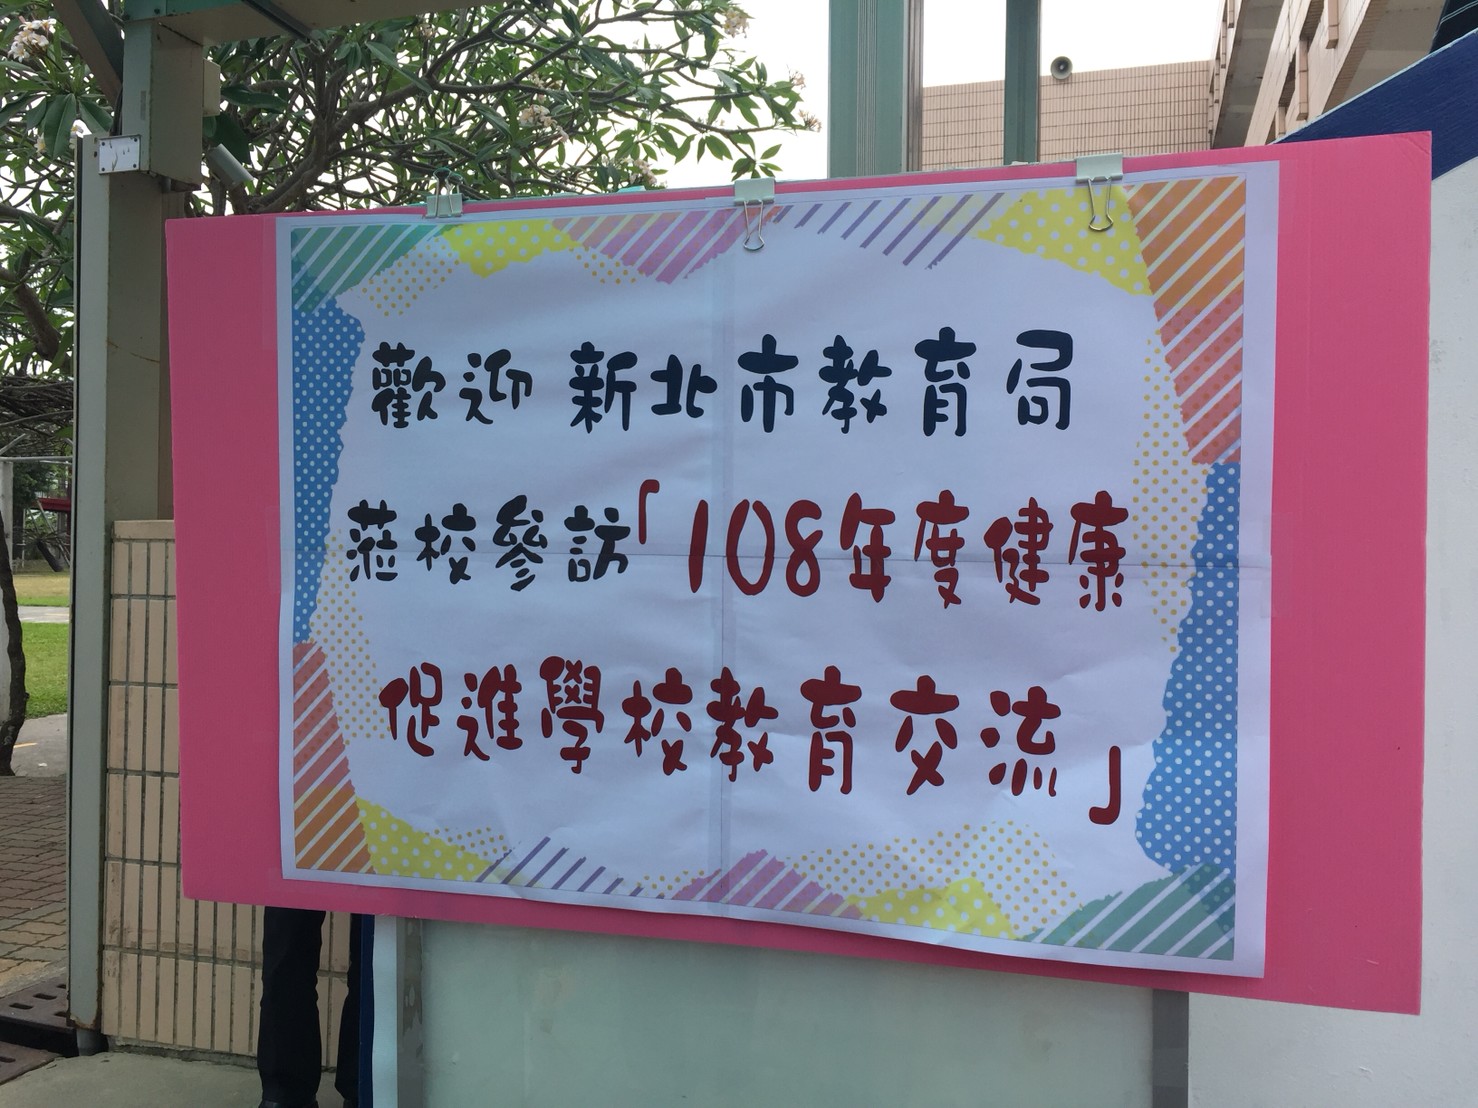 歡迎 新北市教育局
蒞校參訪「108年度健康
促進學校教育交流」